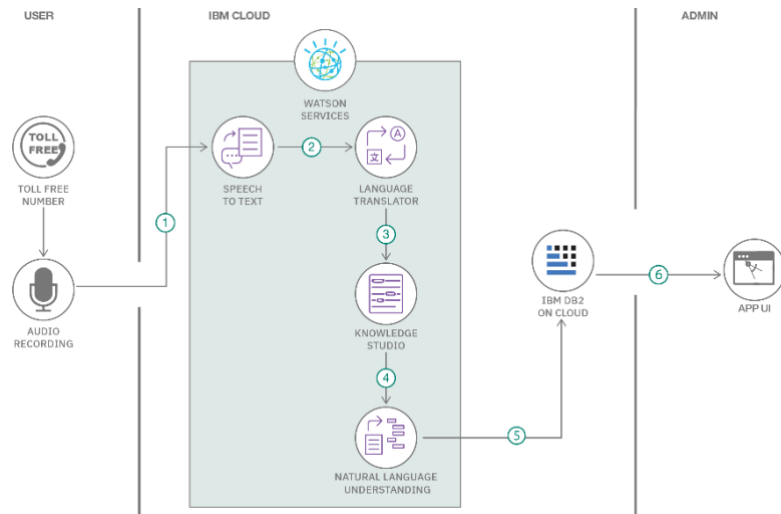 USER
IBM CLOUD
ADMIN
WATSON
SERVICES
TOLL
FREE
TOLL FREE
NUMBER
1
SPEECH
TO TEXT
2
A
文
LANGUAGE
TRANSLATOR
3
AUDIO
RECORDING
KNOWLEDGE
STUDIO
4
NATURAL LANGUAGE
UNDERSTANDING
5
IBM DB2
ON CLOUD
6
APP UI